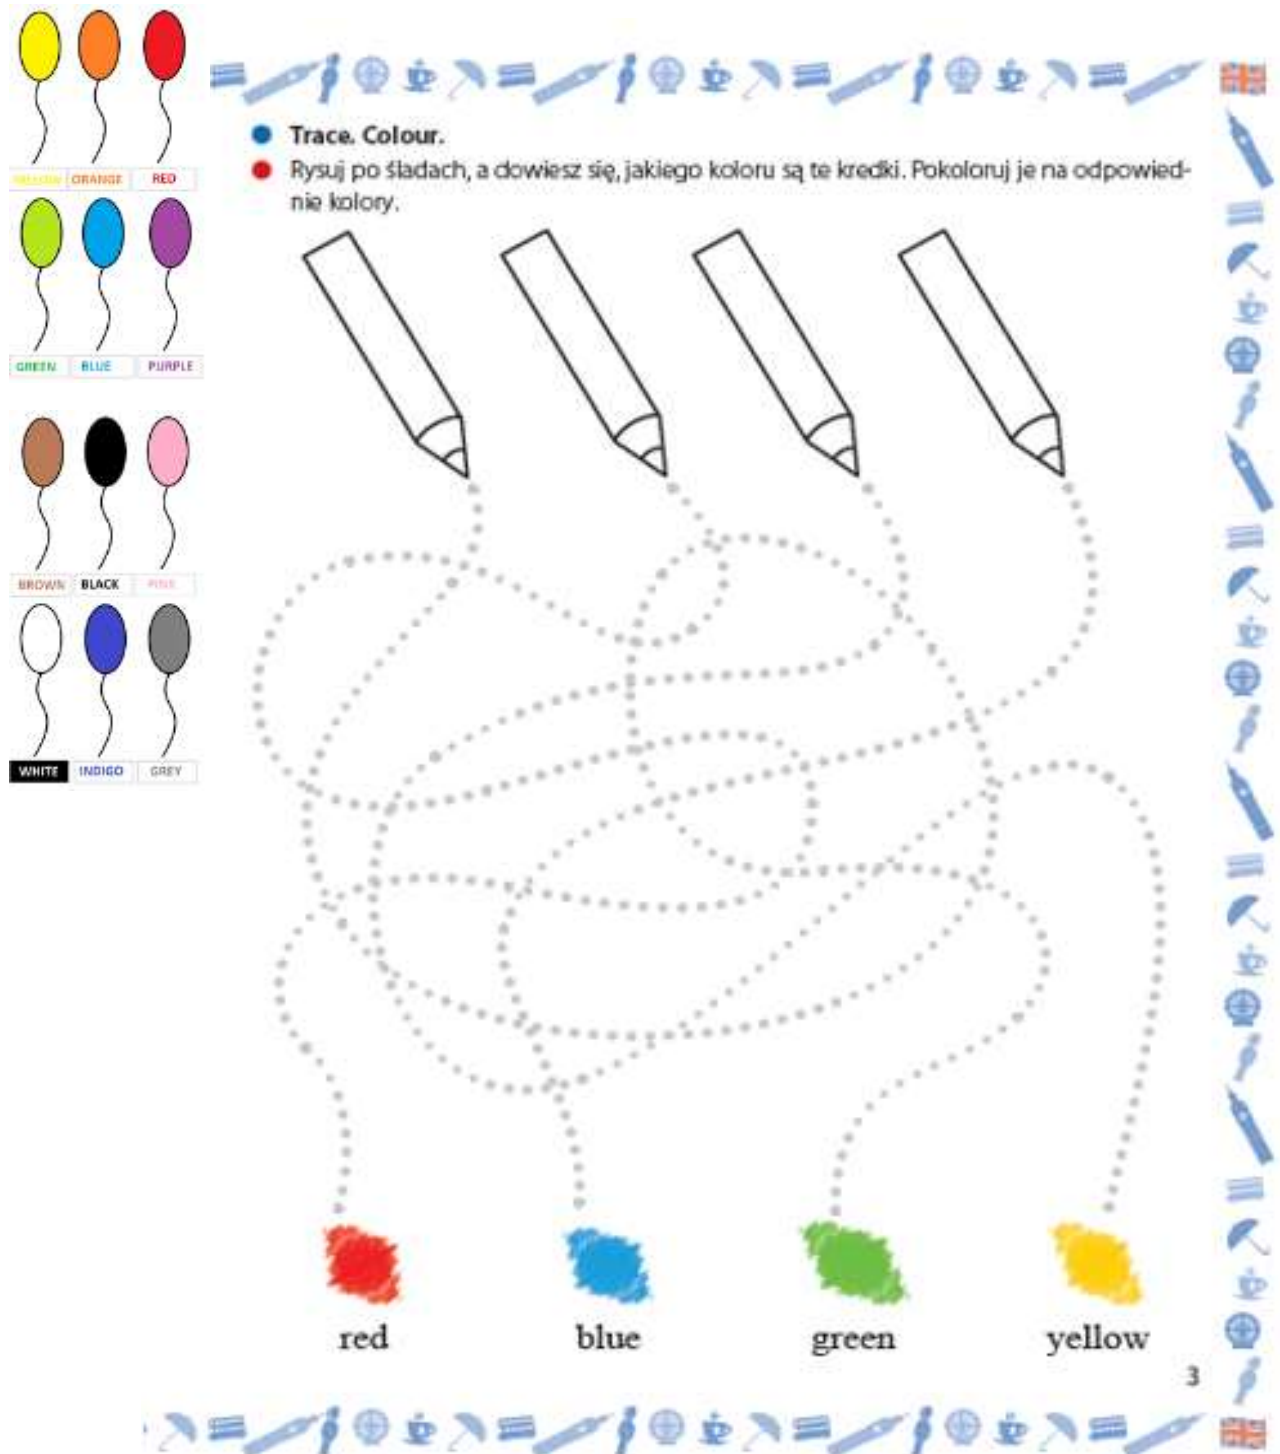 YELLOW ORANGE RED
GREEN BLUE PURPLE
BROWN BLACK PINK
WHITE INDIGO GREY
Trace. Colour.
Rysuj po śladach, a dowiesz się, jakiego koloru są te kredki. Pokoloruj je na odpowied-
nie kolory.
red blue green yellow
3